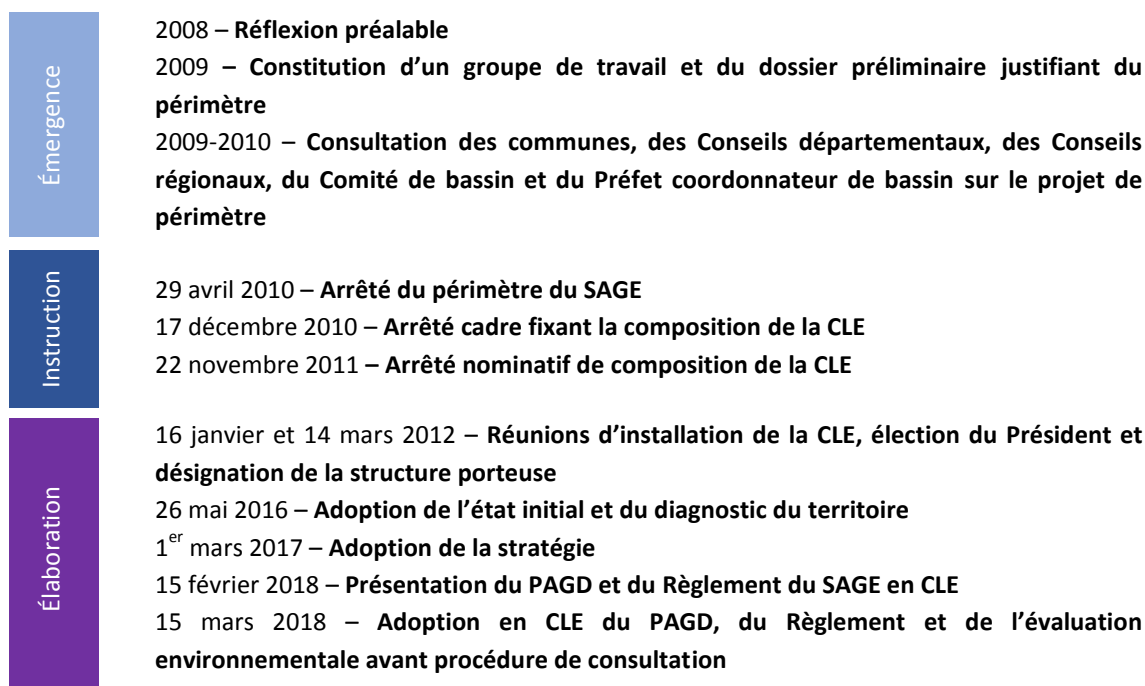 Émergence
2008 – Réflexion préalable
2009 – Constitution d’un groupe de travail et du dossier préliminaire justifiant du
périmètre
2009-2010 – Consultation des communes, des Conseils départementaux, des Conseils
régionaux, du Comité de bassin et du Préfet coordonnateur de bassin sur le projet de
périmètre
Instruction
29 avril 2010 – Arrêté du périmètre du SAGE
17 décembre 2010 – Arrêté cadre fixant la composition de la CLE
22 novembre 2011 – Arrêté nominatif de composition de la CLE
Élaboration
16 janvier et 14 mars 2012 – Réunions d’installation de la CLE, élection du Président et
désignation de la structure porteuse
26 mai 2016 – Adoption de l’état initial et du diagnostic du territoire
1er mars 2017 – Adoption de la stratégie
15 février 2018 – Présentation du PAGD et du Règlement du SAGE en CLE
15 mars 2018 – Adoption en CLE du PAGD, du Règlement et de l’évaluation
environnementale avant procédure de consultation